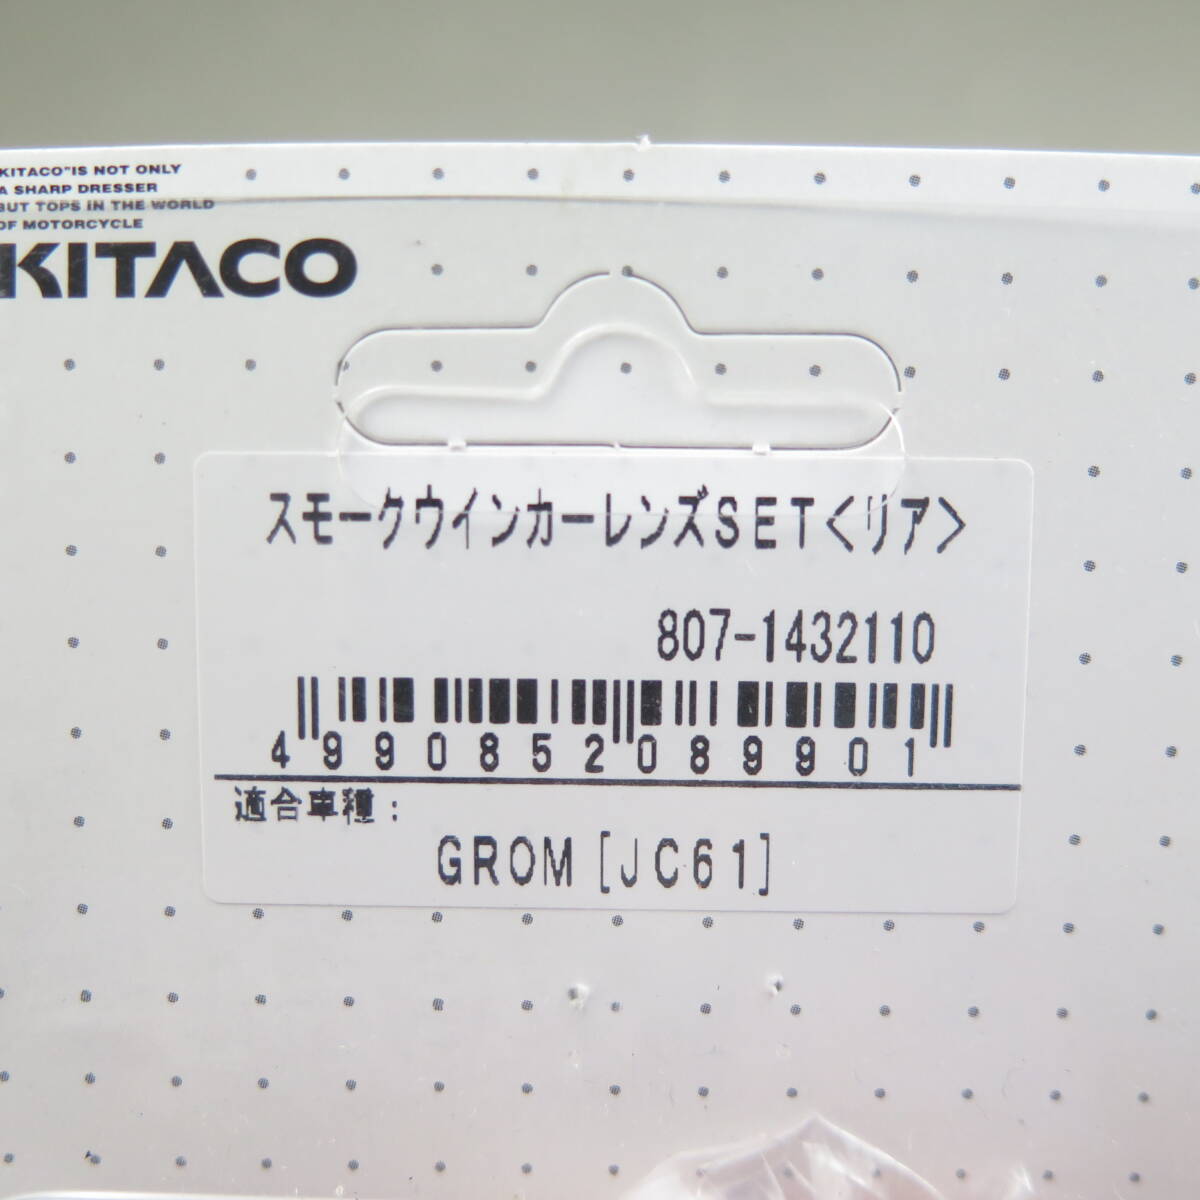 KITACO"IS NOT ONLY
A SHARP DRESSER
BUT TOPS IN THE WORLD
OF MOTORCYCLE
KITACO
スモークウインカーレンズSET<リア>
807-1432110
4990852089901
適合車種:
GROM[JC61]